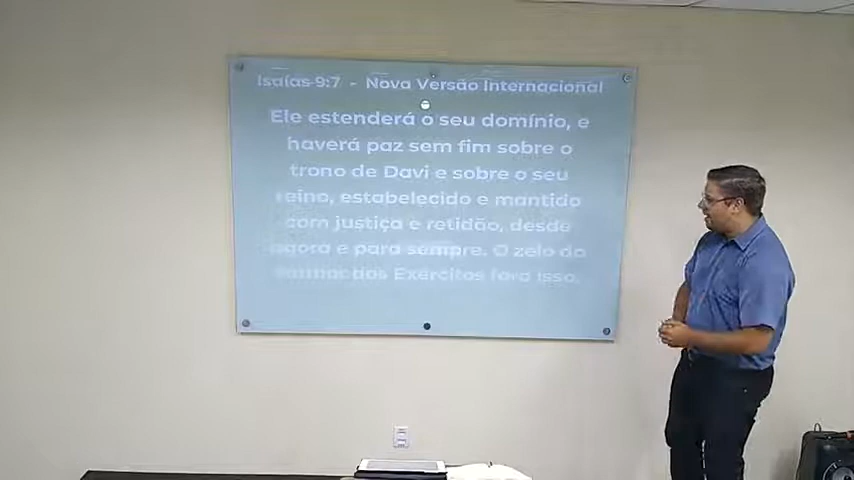 Isaías 9:7 - Nova Versão Internacional
Ele estenderá o seu domínio, e
haverá paz sem fim sobre o
trono de Davi e sobre o seu
reino, estabelecido e mantido
com justiça e retidão, desde
agora e para sempre. O zelo do
dos Exércitos fará isso.